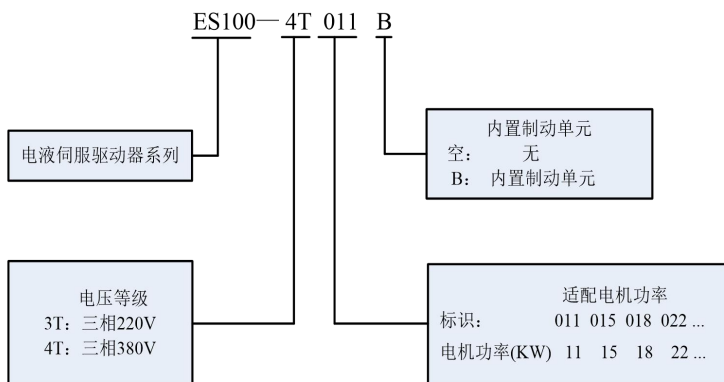 ES100—4T 011 B
电液伺服驱动器系列
内置制动单元
空： 无
B： 内置制动单元
电压等级
3T：三相220V
4T：三相380V
适配电机功率
标识： 011 015 018 022 ...
电机功率(KW) 11 15 18 22 ...